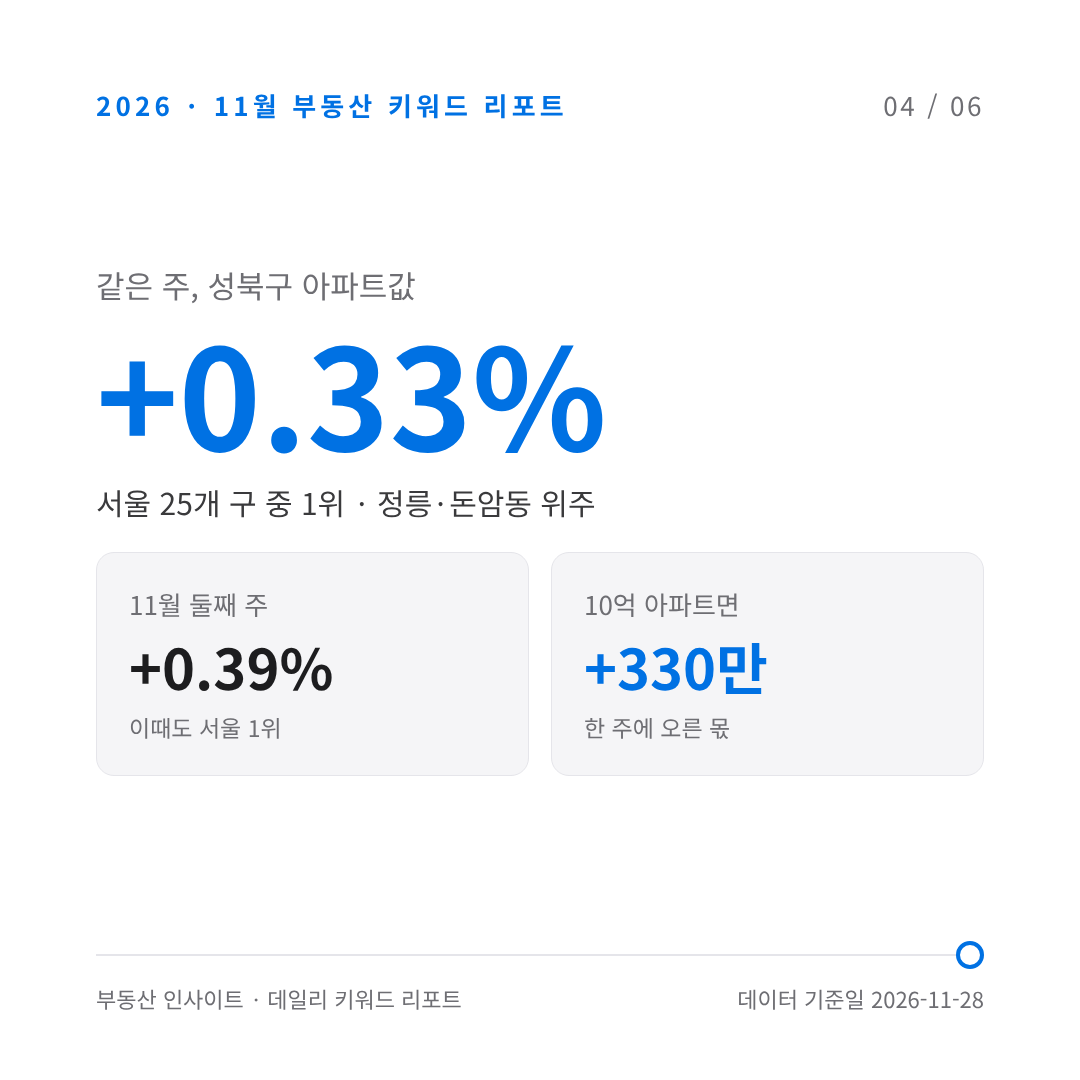 2026 · 11월 부동산 키워드 리포트
04 / 06
같은 주, 성북구 아파트값
+0.33%
서울 25개 구 중 1위 · 정릉·돈암동 위주
11월 둘째 주
+0.39%
이때도 서울 1위
10억 아파트면
+330만
한 주에 오른 몫
부동산 인사이트 · 데일리 키워드 리포트
데이터 기준일 2026-11-28